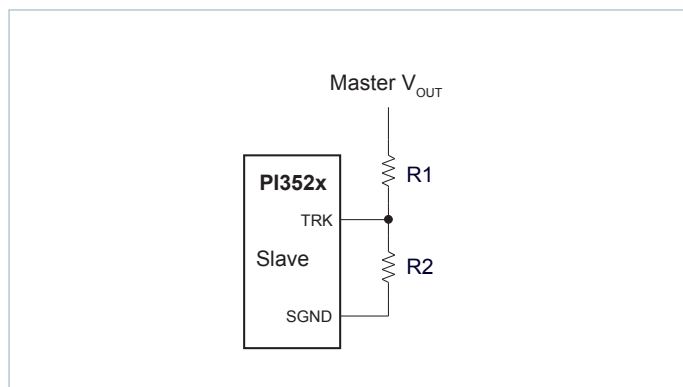 Master VOUT
R1
PI352x
TRK
Slave
R2
SGND